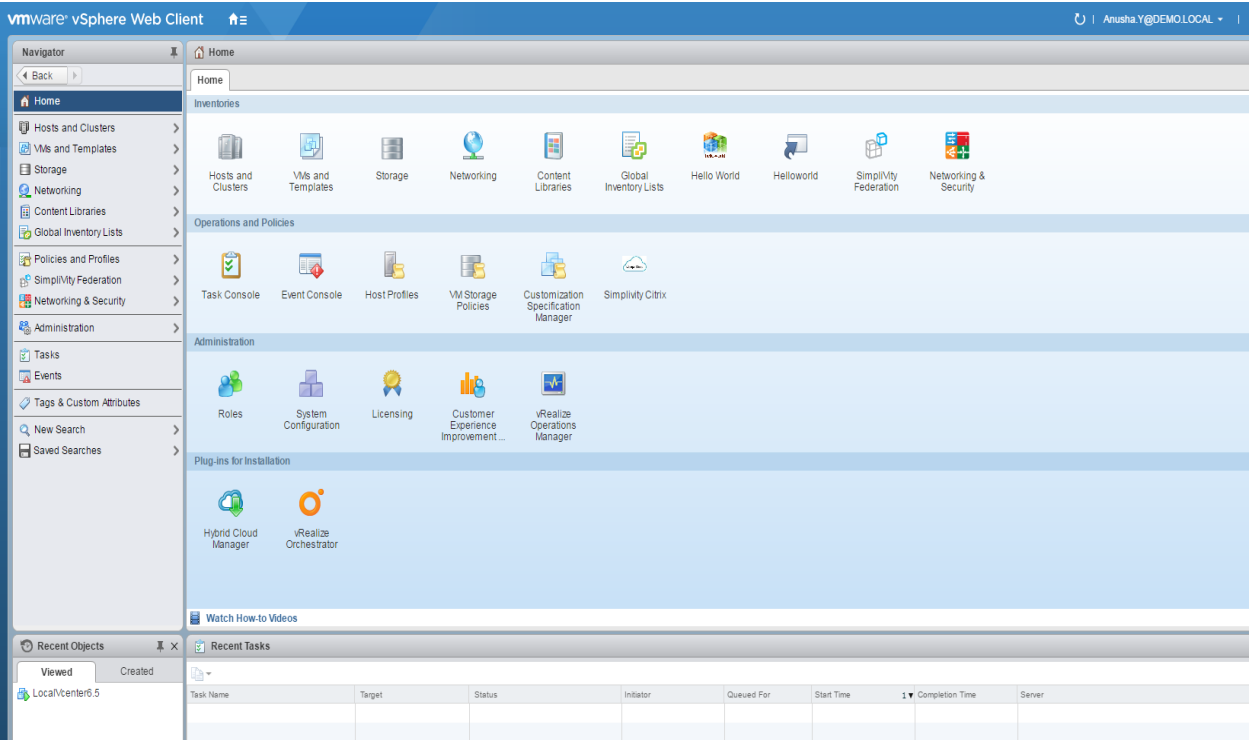 vmware® vSphere Web Client
Anusha.Y@DEMO.LOCAL
Navigator
Back
Home
Hosts and Clusters
VMs and Templates
Storage
Networking
Content Libraries
Global Inventory Lists
Policies and Profiles
SimpliVity Federation
Networking & Security
Administration
Tasks
Events
Tags & Custom Attributes
New Search
Saved Searches
Home
Home
Inventories
Hosts and
Clusters
VMs and
Templates
Storage
Networking
Content
Libraries
Global
Inventory Lists
Hello World
Helloworld
SimpliVity
Federation
Networking &
Security
Operations and Policies
Task Console
Event Console
Host Profiles
VM Storage
Policies
Customization
Specification
Manager
Simplivity Citrix
Administration
Roles
System
Configuration
Licensing
Customer
Experience
Improvement ...
vRealize
Operations
Manager
Plug-ins for Installation
Hybrid Cloud
Manager
vRealize
Orchestrator
Watch How-to Videos
Recent Objects
Viewed
Created
LocalVcenter6.5
Recent Tasks
Task Name
Target
Status
Initiator
Queued For
Start Time
1
Completion Time
Server